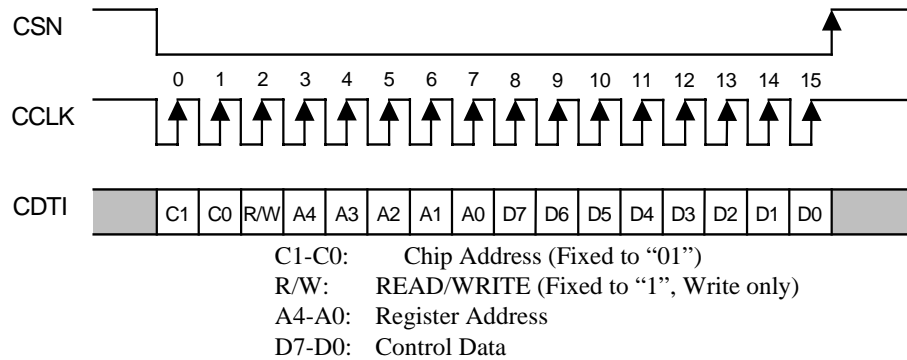 CSN
0 1 2 3 4 5 6 7 8 9 10 11 12 13 14 15
CCLK
CDTI C1 C0 R/W A4 A3 A2 A1 A0 D7 D6 D5 D4 D3 D2 D1 D0
C1-C0: Chip Address (Fixed to “01”)
R/W: READ/WRITE (Fixed to “1”, Write only)
A4-A0: Register Address
D7-D0: Control Data